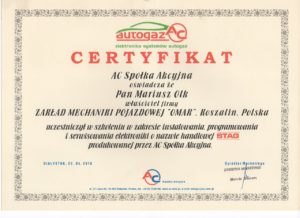 autogaz AC
elektronika systemów autogaz
CERTYFIKAT
AC Spółka Akcyjna
oświadcza że
Pan Mariusz Olk
właściciel firmy
ZAKŁAD MECHANIKI POJAZDOWEJ "OMAR", Koszalin, Polska
uczestniczył w szkoleniu w zakresie instalowania, programowania
i serwisowania elektroniki o nazwie handlowej STAG
produkowanej przez AC Spółka Akcyjna.
AC